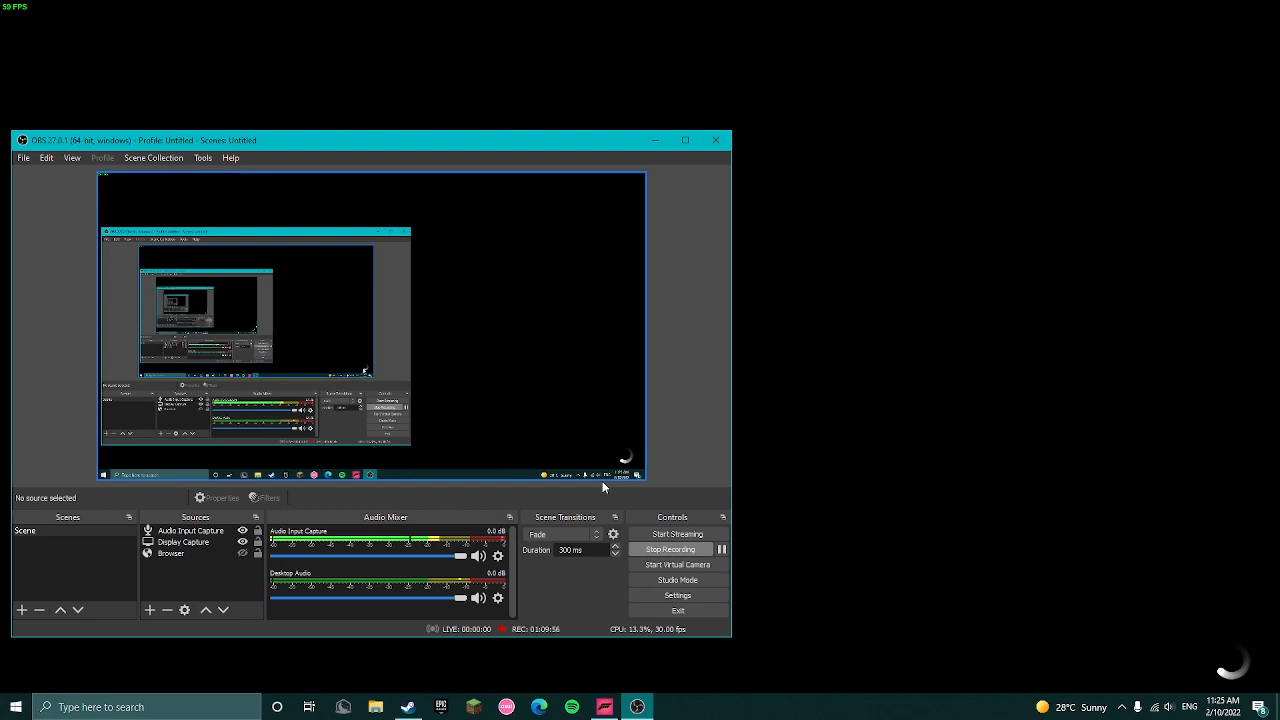 59 FPS
OBS 27.0.1 (64-bit, windows) - Profile: Untitled - Scenes: Untitled
File Edit View Profile Scene Collection Tools Help
No source selected Properties Filters
Scenes Sources Audio Mixer Scene Transitions Controls
Scene
Audio Input Capture
Display Capture
Browser
Audio Input Capture 0.0 dB
Desktop Audio 0.0 dB
Fade
Duration 300 ms
Start Streaming
Stop Recording
Start Virtual Camera
Studio Mode
Settings
Exit
LIVE: 00:00:00 REC: 01:09:56 CPU: 13.3%, 30.00 fps
Type here to search
EPIC
osu!
28°C Sunny
ENG
11:25 AM
2/10/2022